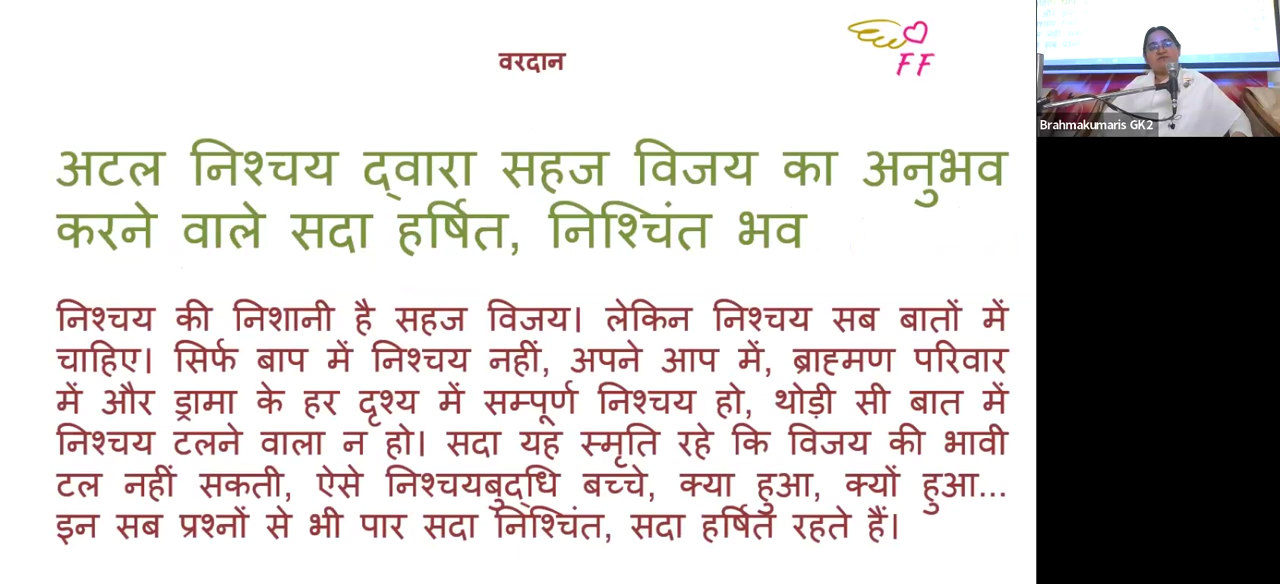 वरदान
F F
अटल निश्चय द्वारा सहज विजय का अनुभव
करने वाले सदा हर्षित, निश्चिंत भव
निश्चय की निशानी है सहज विजय। लेकिन निश्चय सब बातों में
चाहिए। सिर्फ बाप में निश्चय नहीं, अपने आप में, ब्राह्मण परिवार
में और ड्रामा के हर दृश्य में सम्पूर्ण निश्चय हो, थोड़ी सी बात में
निश्चय टलने वाला न हो। सदा यह स्मृति रहे कि विजय की भावी
टल नहीं सकती, ऐसे निश्चयबुद्धि बच्चे, क्या हुआ, क्यों हुआ...
इन सब प्रश्नों से भी पार सदा निश्चिंत, सदा हर्षित रहते हैं।
Brahmakumaris GK2